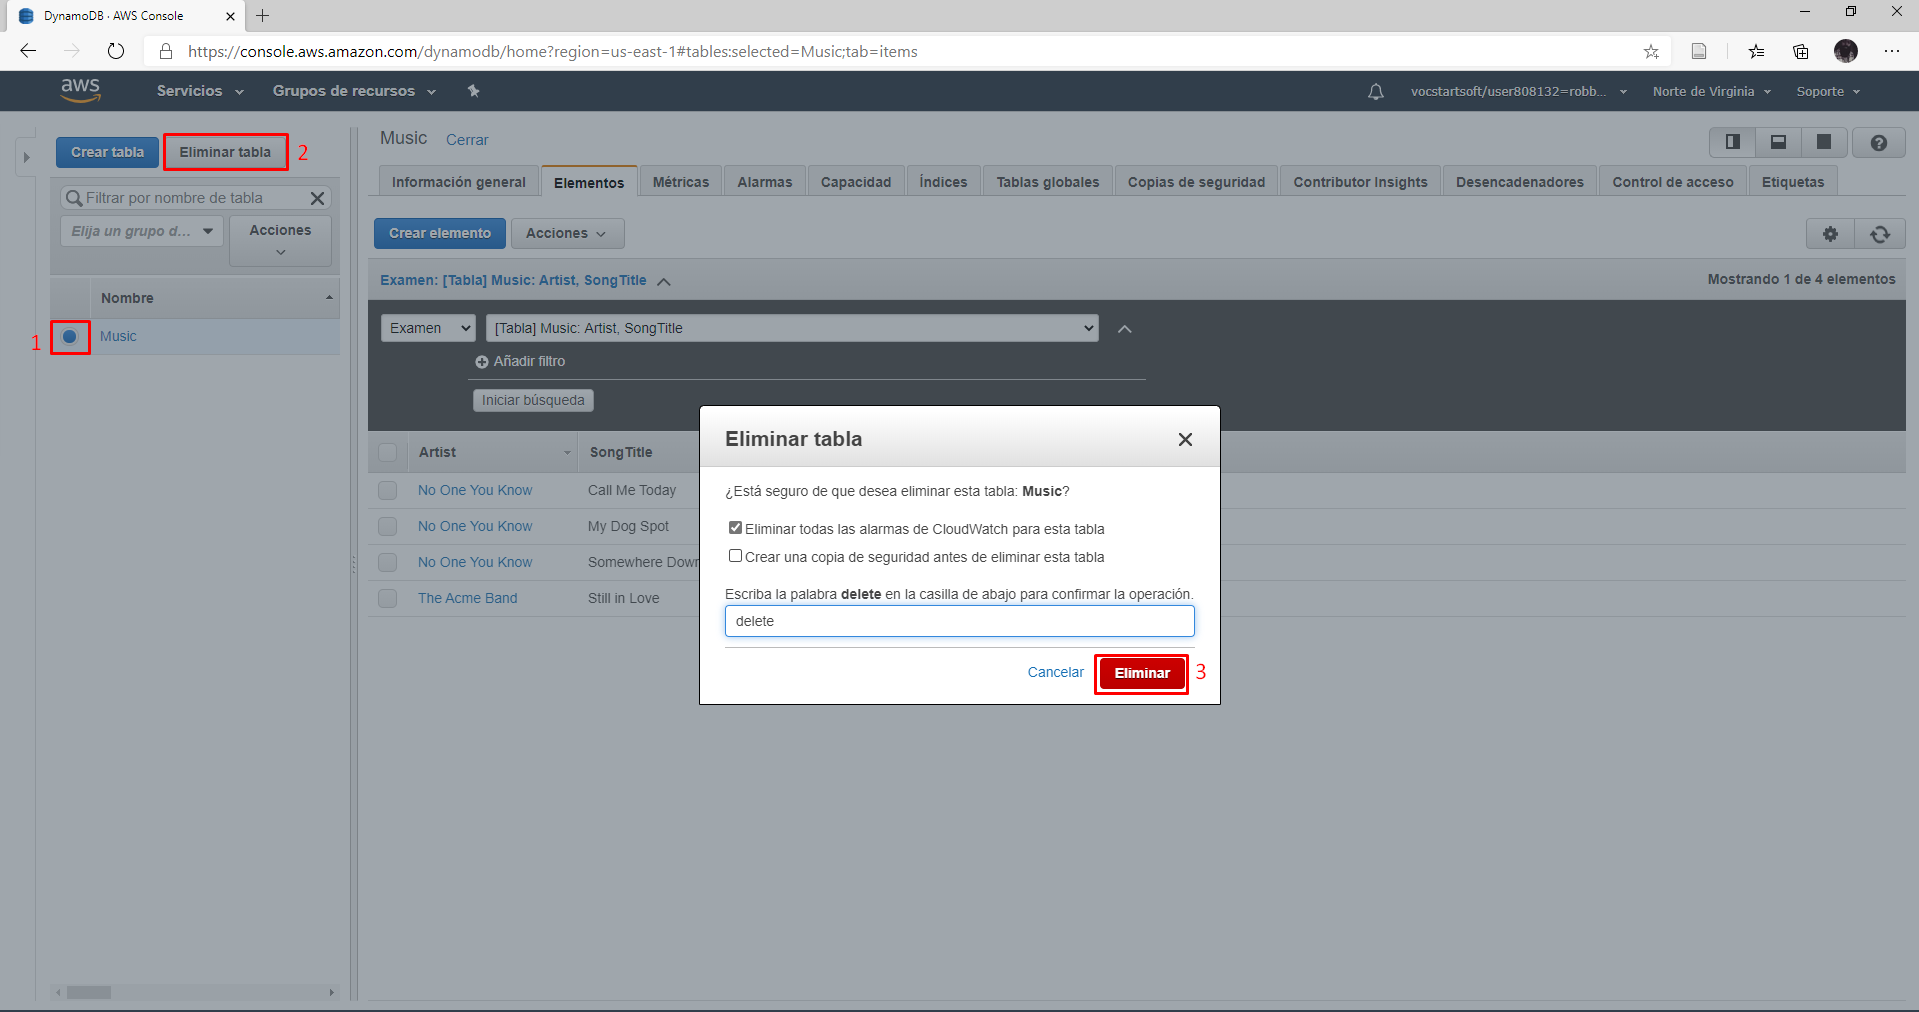 DynamoDB · AWS Console
https://console.aws.amazon.com/dynamodb/home?region=us-east-1#tables:selected=Music;tab=items
aws Servicios Grupos de recursos vocstartsoft/user808132=robb... Norte de Virginia Soporte
Crear tabla Eliminar tabla 2
Filtrar por nombre de tabla
Elija un grupo d... Acciones
Nombre
1 Music
Music Cerrar
Información general Elementos Métricas Alarmas Capacidad Índices Tablas globales Copias de seguridad Contributor Insights Desencadenadores Control de acceso Etiquetas
Crear elemento Acciones
Examen: [Tabla] Music: Artist, SongTitle Mostrando 1 de 4 elementos
Examen [Tabla] Music: Artist, SongTitle
Añadir filtro
Iniciar búsqueda
Artist SongTitle
No One You Know Call Me Today
No One You Know My Dog Spot
No One You Know Somewhere Down
The Acme Band Still in Love
Eliminar tabla
¿Está seguro de que desea eliminar esta tabla: Music?
Eliminar todas las alarmas de CloudWatch para esta tabla
Crear una copia de seguridad antes de eliminar esta tabla
Escriba la palabra delete en la casilla de abajo para confirmar la operación.
delete
Cancelar Eliminar 3